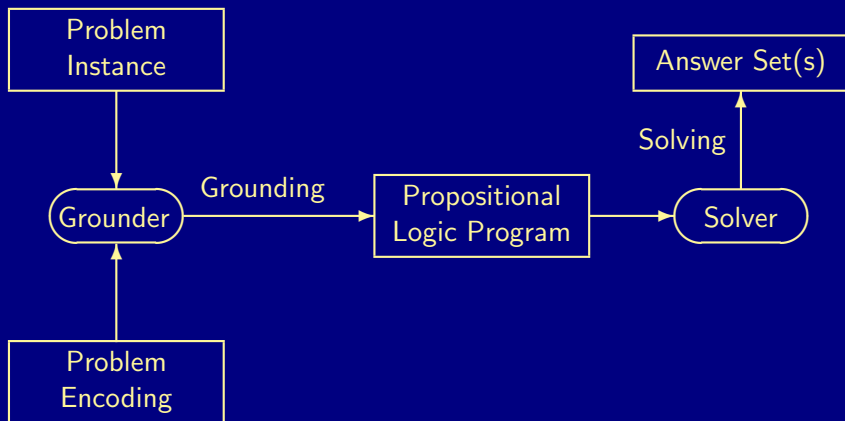 Problem
Instance
Answer Set(s)
Solving
Grounding
Grounder
Propositional
Logic Program
Solver
Problem
Encoding